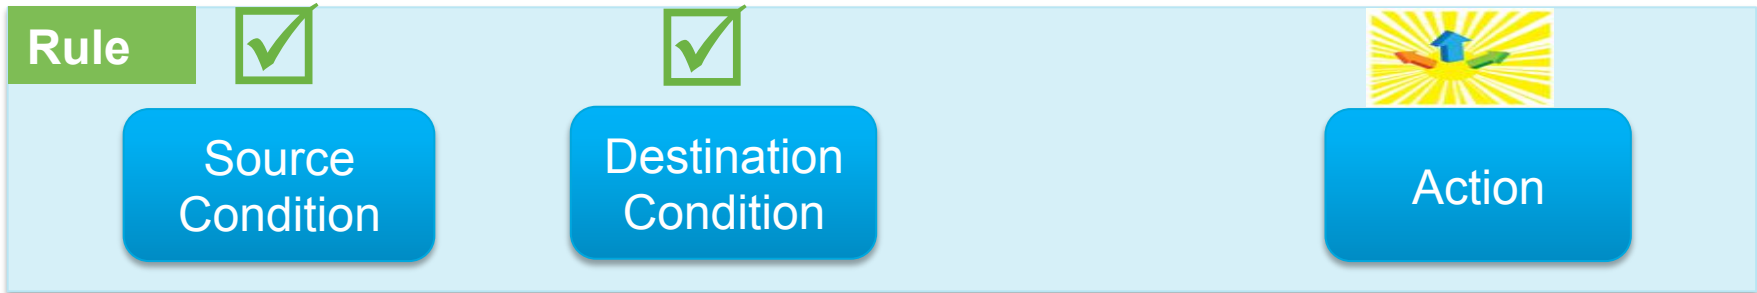 Rule
Source
Condition
Destination
Condition
Action